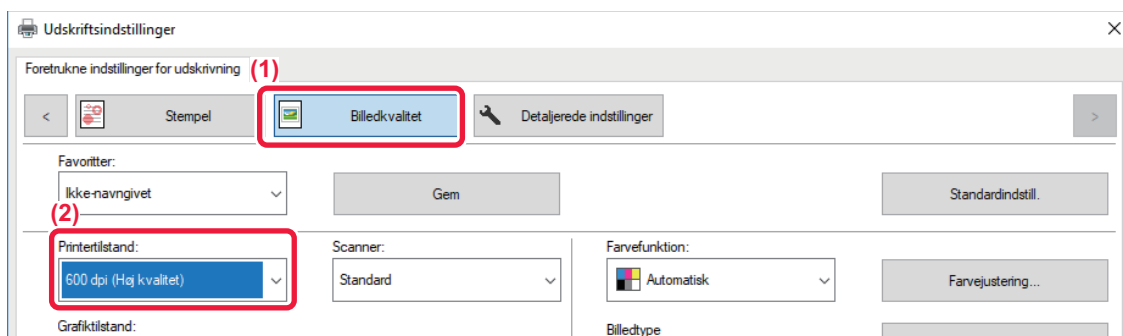 Udskriftsindstillinger
Foretrukne indstillinger for udskrivning (1)
< Stempel Billedkvalitet Detaljerede indstillinger >
Favoritter:
Ikke-navngivet Gem Standardindstill.
(2)
Printertilstand: Scanner: Farvefunktion:
600 dpi (Høj kvalitet) Standard Automatisk Farvejustering...
Grafiktilstand: Billedtype